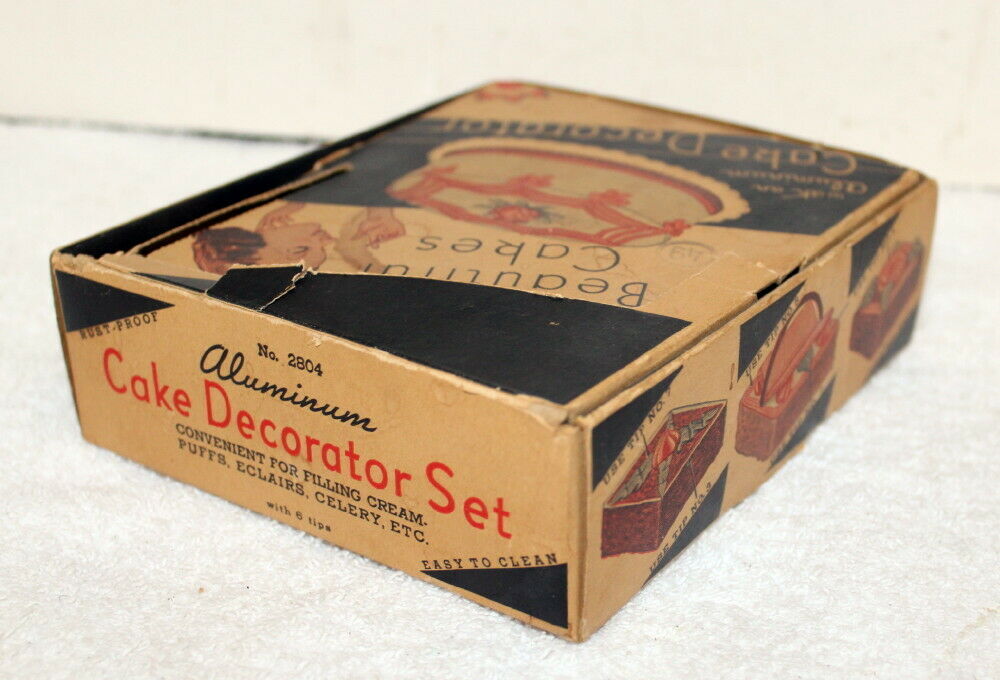 RUST-PROOF
No. 2804
Aluminum
Cake Decorator Set
CONVENIENT FOR FILLING CREAM-
PUFFS, ECLAIRS, CELERY, ETC.
with 6 tips
EASY TO CLEAN
Beautiful
Cakes
Aluminum
Cake Decorator
USE TIP NO.
USE TIP NO.
USE TIP NO.